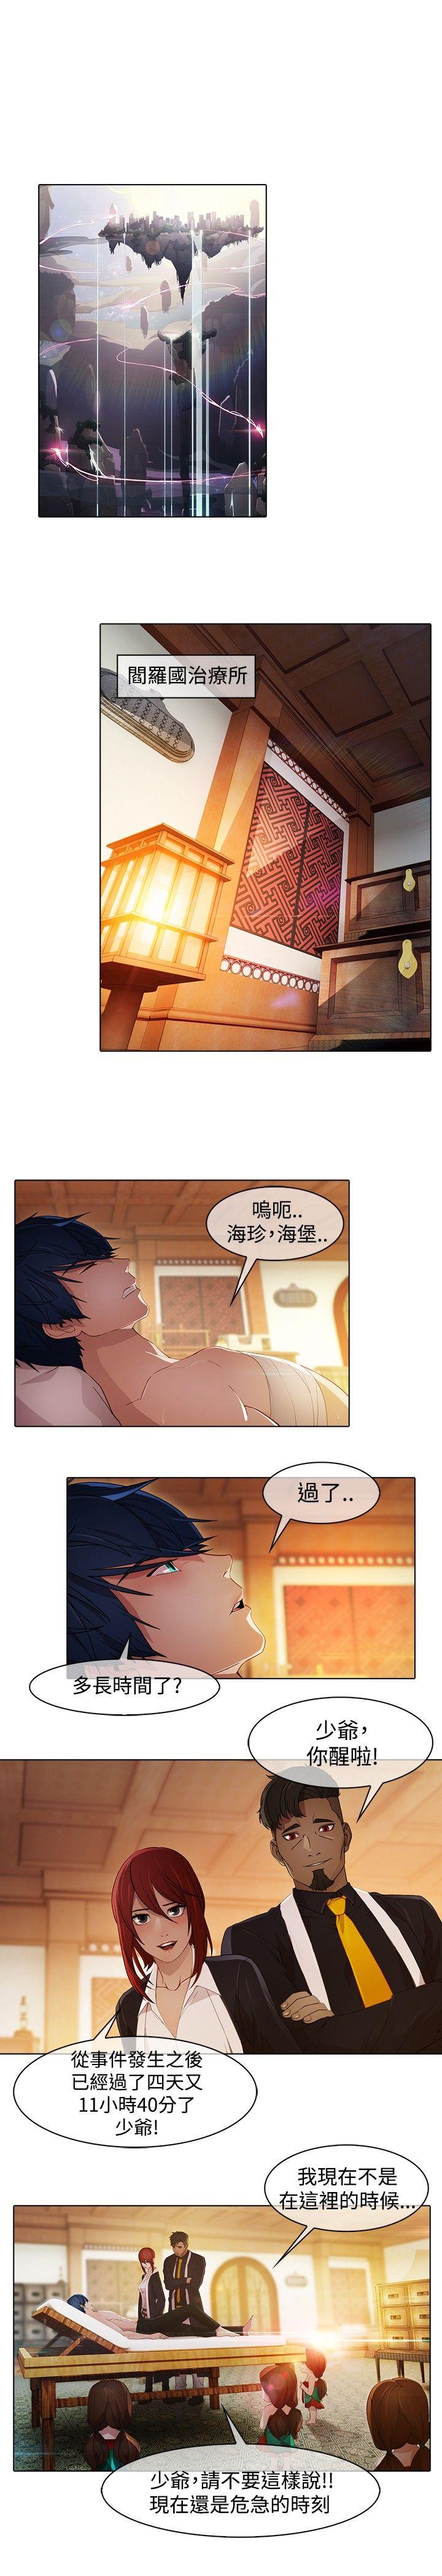 閻羅國治療所
嗚呃..
海珍，海堡..
過了..
多長時間了?
少爺，
你醒啦!
從事件發生之後
已經過了四天又
11小時40分了
少爺!
我現在不是
在這裡的時候...
少爺，請不要這樣說!!
現在還是危急的時刻